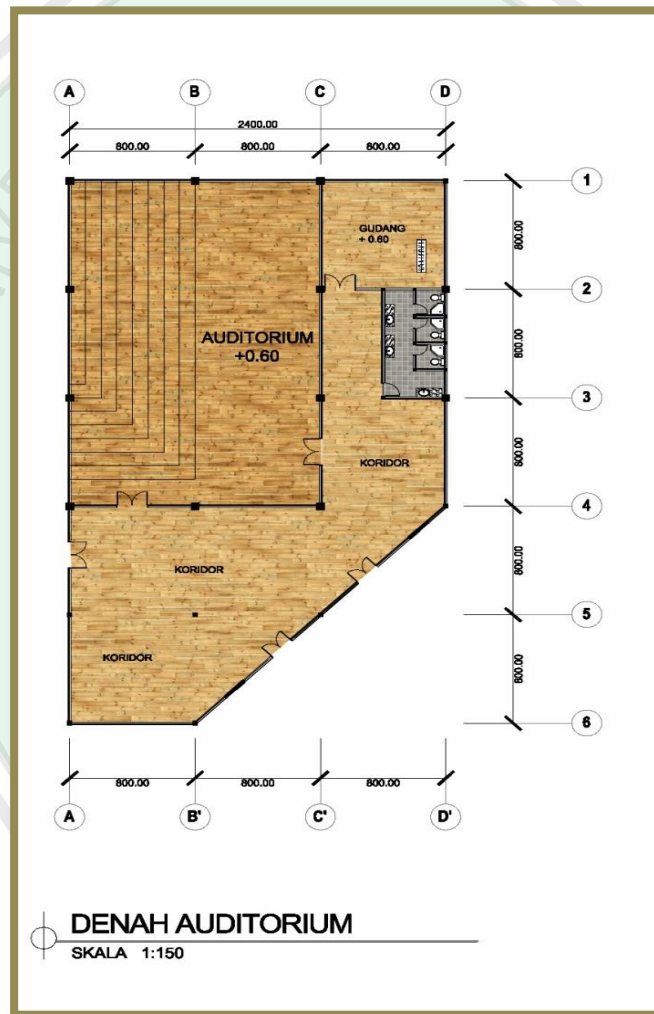 A B C D
2400.00
800.00 800.00 800.00
1
800.00
GUDANG
+ 0.60
2
AUDITORIUM
+0.60
800.00
3
800.00
KORIDOR
4
800.00
KORIDOR
5
KORIDOR
800.00
6
800.00 800.00 800.00
A B' C' D'
DENAH AUDITORIUM
SKALA 1:150